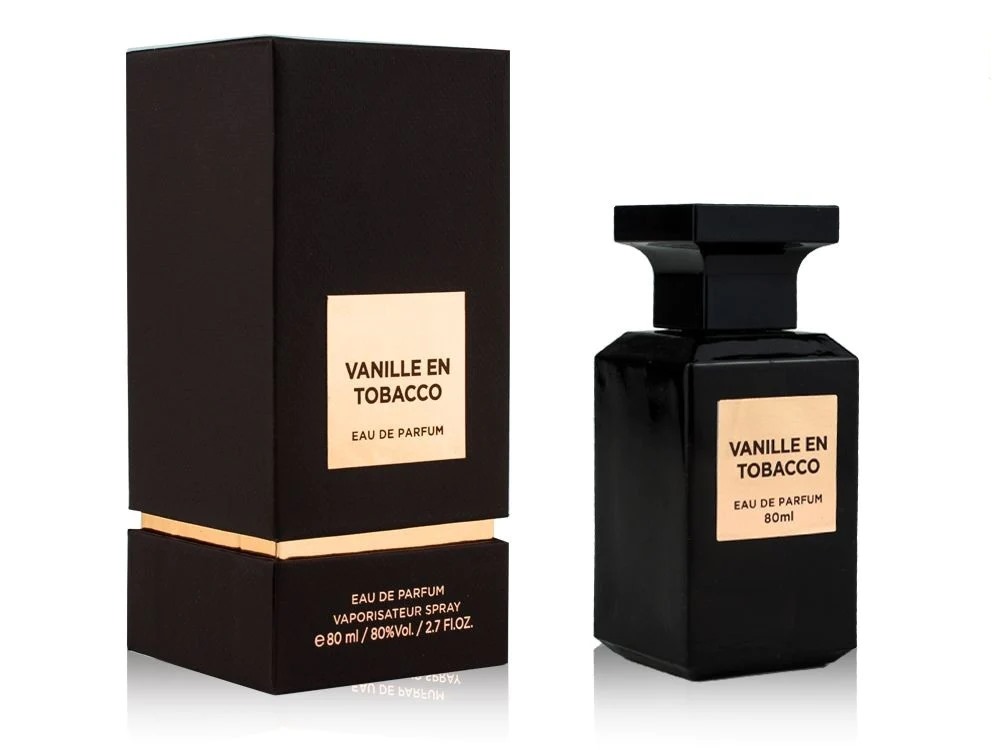 VANILLE EN
TOBACCO
EAU DE PARFUM
EAU DE PARFUM
VAPORISATEUR SPRAY
e 80 ml / 80%Vol. / 2.7 Fl.OZ.
VANILLE EN
TOBACCO
EAU DE PARFUM
80ml